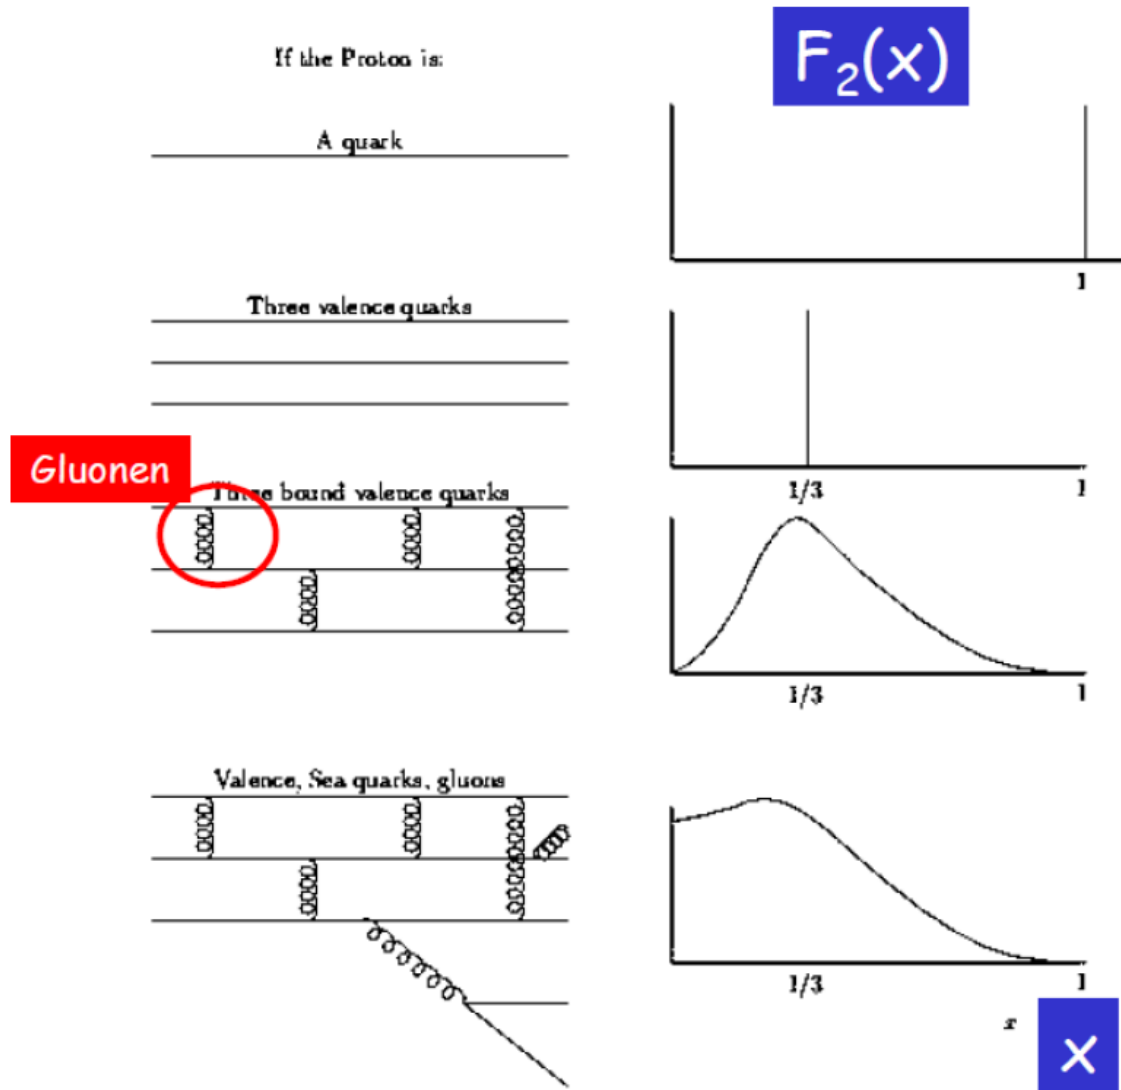 If the Proton is:
F₂(x)
A quark
1
Three valence quarks
1/3
1
Gluonen
Three bound valence quarks
1/3
1
Valence, Sea quarks, gluons
1/3
1
x
x